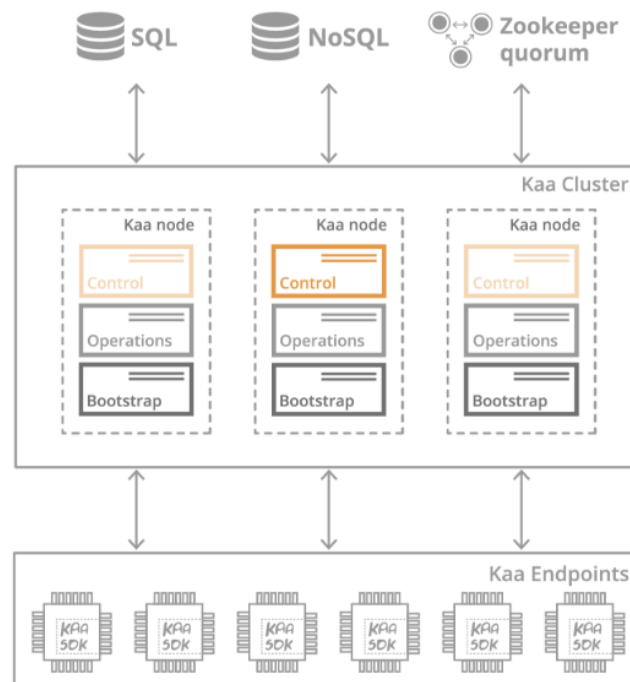 SQL
NoSQL
Zookeeper
quorum
Kaa Cluster
Kaa node
Kaa node
Kaa node
Control
Control
Control
Operations
Operations
Operations
Bootstrap
Bootstrap
Bootstrap
Kaa Endpoints
KAA
SDK
KAA
SDK
KAA
SDK
KAA
SDK
KAA
SDK
KAA
SDK